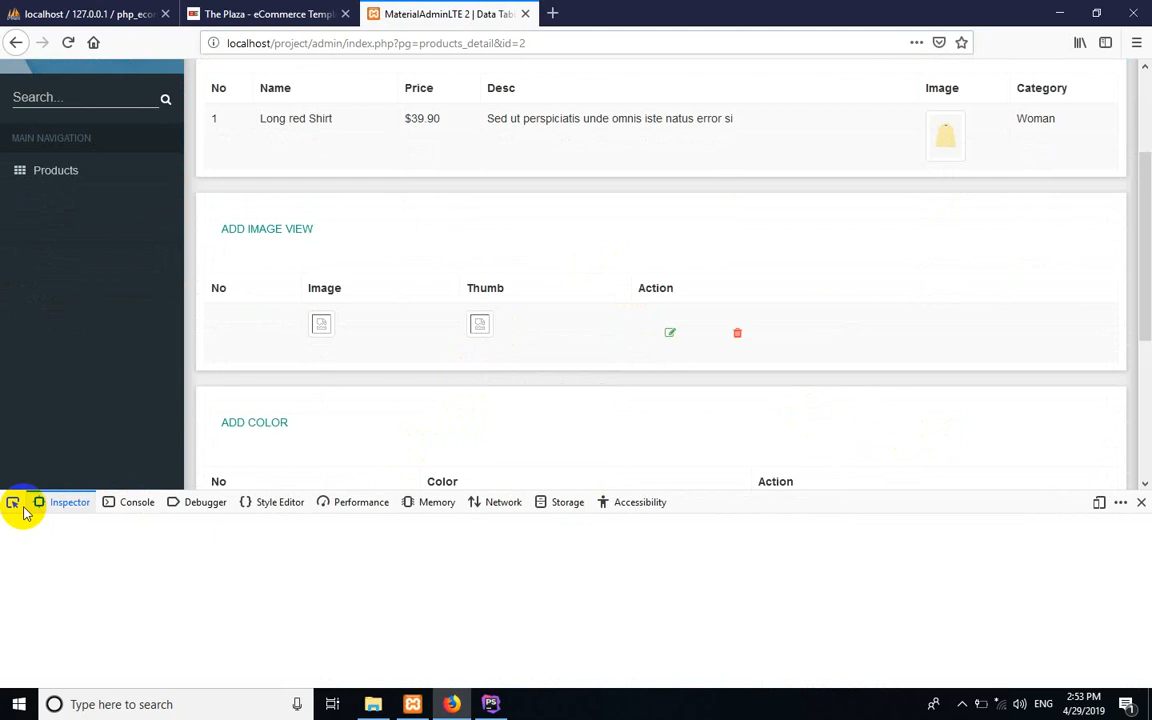 localhost / 127.0.0.1 / php_econ
The Plaza - eCommerce Templ
MaterialAdminLTE 2 | Data Tab
localhost/project/admin/index.php?pg=products_detail&id=2
Search...
MAIN NAVIGATION
Products
No Name Price Desc Image Category
1 Long red Shirt $39.90 Sed ut perspiciatis unde omnis iste natus error si Woman
ADD IMAGE VIEW
No Image Thumb Action
ADD COLOR
No Color Action
Inspector Console Debugger Style Editor Performance Memory Network Storage Accessibility
Type here to search
PS
ENG
2:53 PM
4/29/2019
1